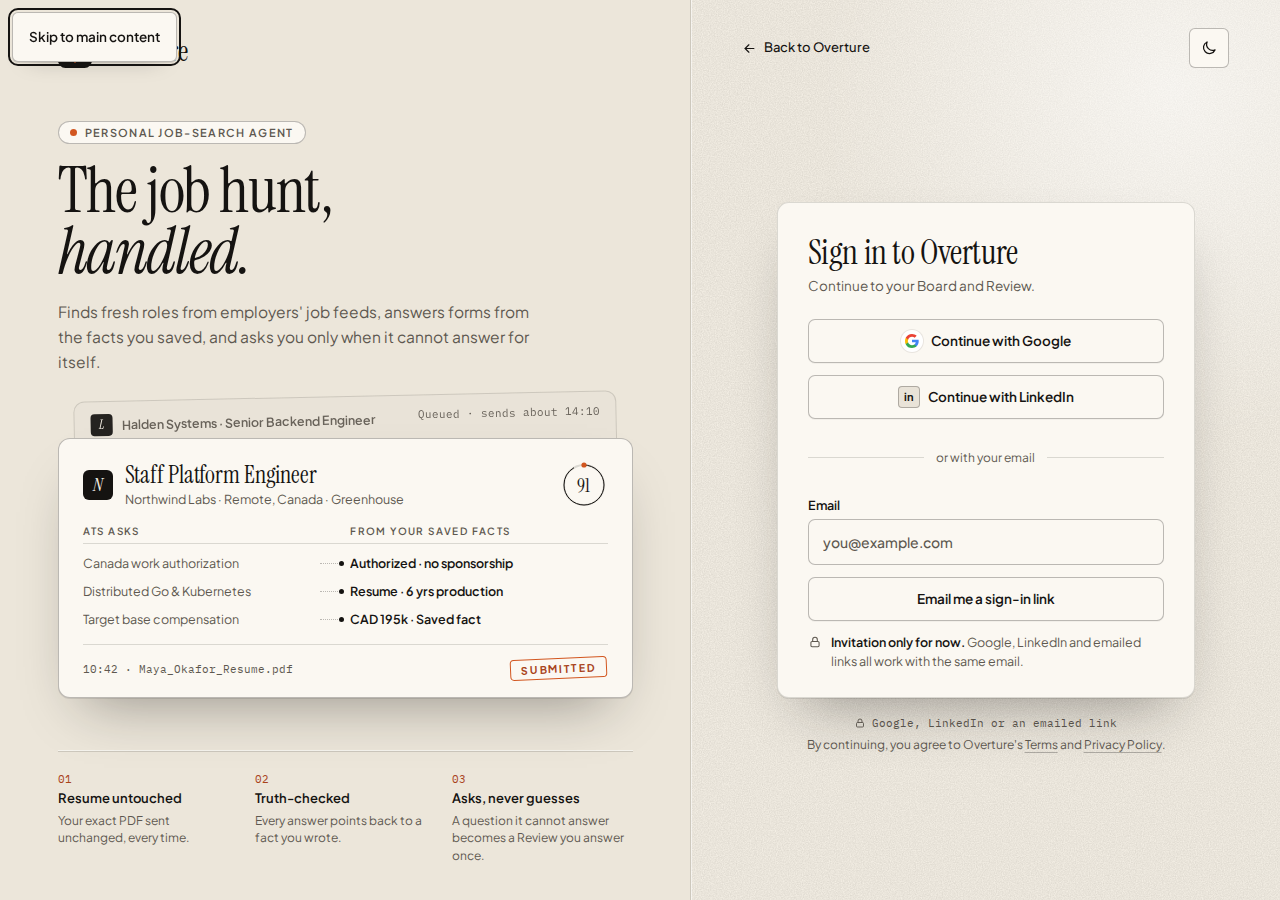 Skip to main content
Back to Overture
PERSONAL JOB-SEARCH AGENT
The job hunt,
handled.
Finds fresh roles from employers' job feeds, answers forms from
the facts you saved, and asks you only when it cannot answer for
itself.
L Halden Systems · Senior Backend Engineer Queued · sends about 14:10
N Staff Platform Engineer 91
Northwind Labs · Remote, Canada · Greenhouse
ATS ASKS FROM YOUR SAVED FACTS
Canada work authorization Authorized · no sponsorship
Distributed Go & Kubernetes Resume · 6 yrs production
Target base compensation CAD 195k · Saved fact
10:42 · Maya_Okafor_Resume.pdf SUBMITTED
01
Resume untouched
Your exact PDF sent
unchanged, every time.
02
Truth-checked
Every answer points back to a
fact you wrote.
03
Asks, never guesses
A question it cannot answer
becomes a Review you answer
once.
Sign in to Overture
Continue to your Board and Review.
Continue with Google
in Continue with LinkedIn
or with your email
Email
you@example.com
Email me a sign-in link
Invitation only for now. Google, LinkedIn and emailed
links all work with the same email.
Google, LinkedIn or an emailed link
By continuing, you agree to Overture's Terms and Privacy Policy.